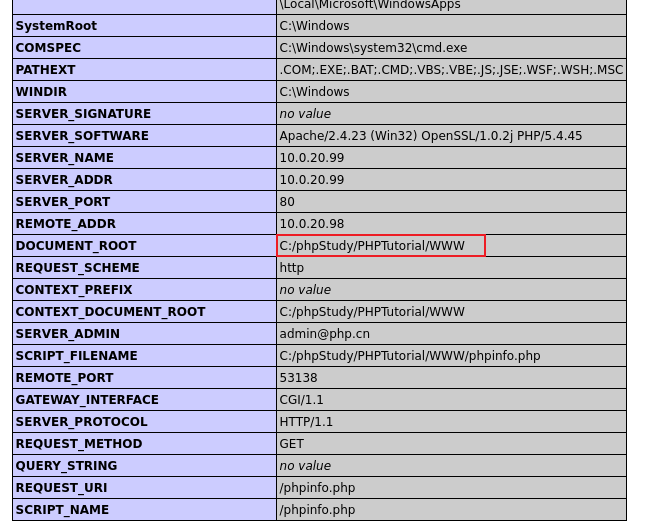 \Local\Microsoft\WindowsApps
SystemRoot C:\Windows
COMSPEC C:\Windows\system32\cmd.exe
PATHEXT .COM;.EXE;.BAT;.CMD;.VBS;.VBE;.JS;.JSE;.WSF;.WSH;.MSC
WINDIR C:\Windows
SERVER_SIGNATURE no value
SERVER_SOFTWARE Apache/2.4.23 (Win32) OpenSSL/1.0.2j PHP/5.4.45
SERVER_NAME 10.0.20.99
SERVER_ADDR 10.0.20.99
SERVER_PORT 80
REMOTE_ADDR 10.0.20.98
DOCUMENT_ROOT C:/phpStudy/PHPTutorial/WWW
REQUEST_SCHEME http
CONTEXT_PREFIX no value
CONTEXT_DOCUMENT_ROOT C:/phpStudy/PHPTutorial/WWW
SERVER_ADMIN admin@php.cn
SCRIPT_FILENAME C:/phpStudy/PHPTutorial/WWW/phpinfo.php
REMOTE_PORT 53138
GATEWAY_INTERFACE CGI/1.1
SERVER_PROTOCOL HTTP/1.1
REQUEST_METHOD GET
QUERY_STRING no value
REQUEST_URI /phpinfo.php
SCRIPT_NAME /phpinfo.php